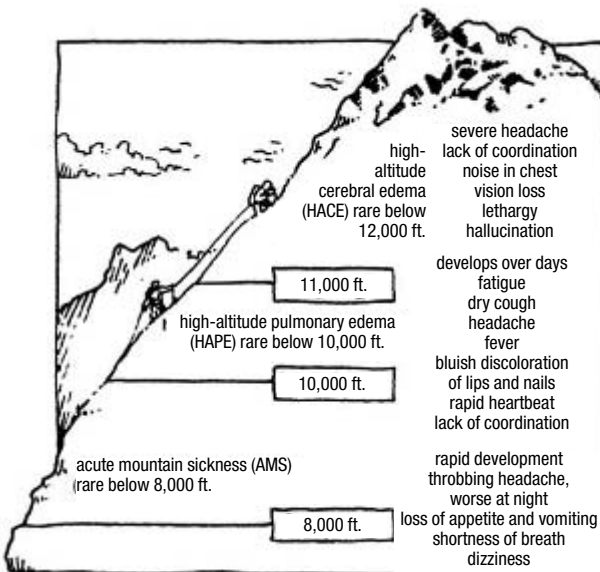 high-
altitude
cerebral edema
(HACE) rare below
12,000 ft.
severe headache
lack of coordination
noise in chest
vision loss
lethargy
hallucination
11,000 ft.
high-altitude pulmonary edema
(HAPE) rare below 10,000 ft.
10,000 ft.
develops over days
fatigue
dry cough
headache
fever
bluish discoloration
of lips and nails
rapid heartbeat
lack of coordination
acute mountain sickness (AMS)
(rare below 8,000 ft.
8,000 ft.
rapid development
throbbing headache,
worse at night
loss of appetite and vomiting
shortness of breath
dizziness